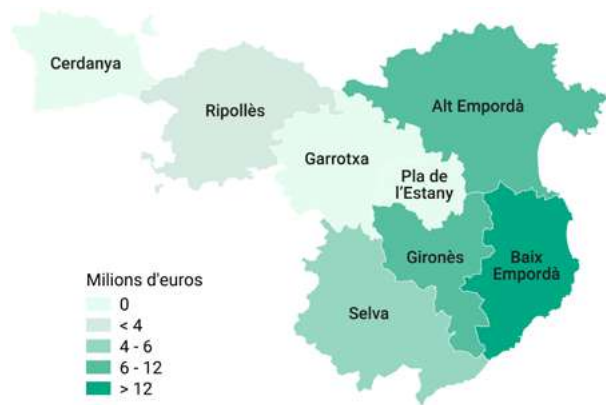 Cerdanya
Ripollès
Alt Empordà
Garrotxa
Pla de
l'Estany
Gironès
Baix
Empordà
Selva
Milions d'euros
0
< 4
4 - 6
6 - 12
> 12